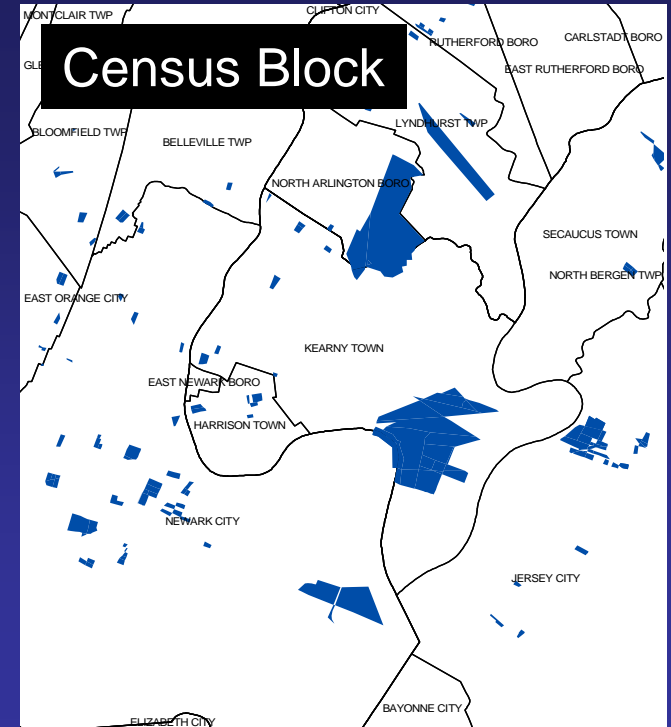 MONTCLAIR TWP
CLIFTON CITY
Census Block
RUTHERFORD BORO
CARLSTADT BORO
EAST RUTHERFORD BORO
GLE
BLOOMFIELD TWP
BELLEVILLE TWP
LYNDHURST TWP
NORTH ARLINGTON BORO
SECAUCUS TOWN
NORTH BERGEN TWP
EAST ORANGE CITY
KEARNY TOWN
EAST NEWARK BORO
HARRISON TOWN
NEWARK CITY
JERSEY CITY
BAYONNE CITY
ELIZABETH CITY